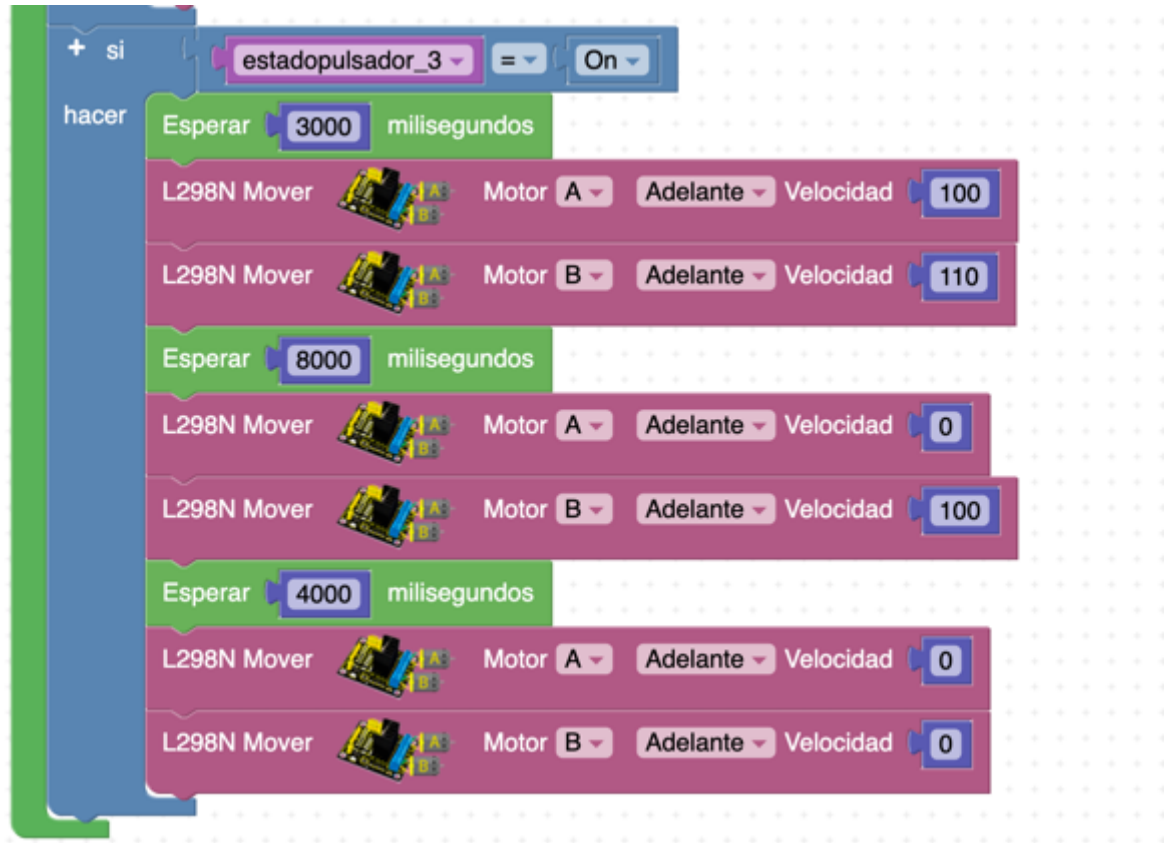 + si estadopulsador_3 = On
hacer Esperar 3000 milisegundos
L298N Mover A B Motor A Adelante Velocidad 100
L298N Mover A B Motor B Adelante Velocidad 110
Esperar 8000 milisegundos
L298N Mover A B Motor A Adelante Velocidad 0
L298N Mover A B Motor B Adelante Velocidad 100
Esperar 4000 milisegundos
L298N Mover A B Motor A Adelante Velocidad 0
L298N Mover A B Motor B Adelante Velocidad 0